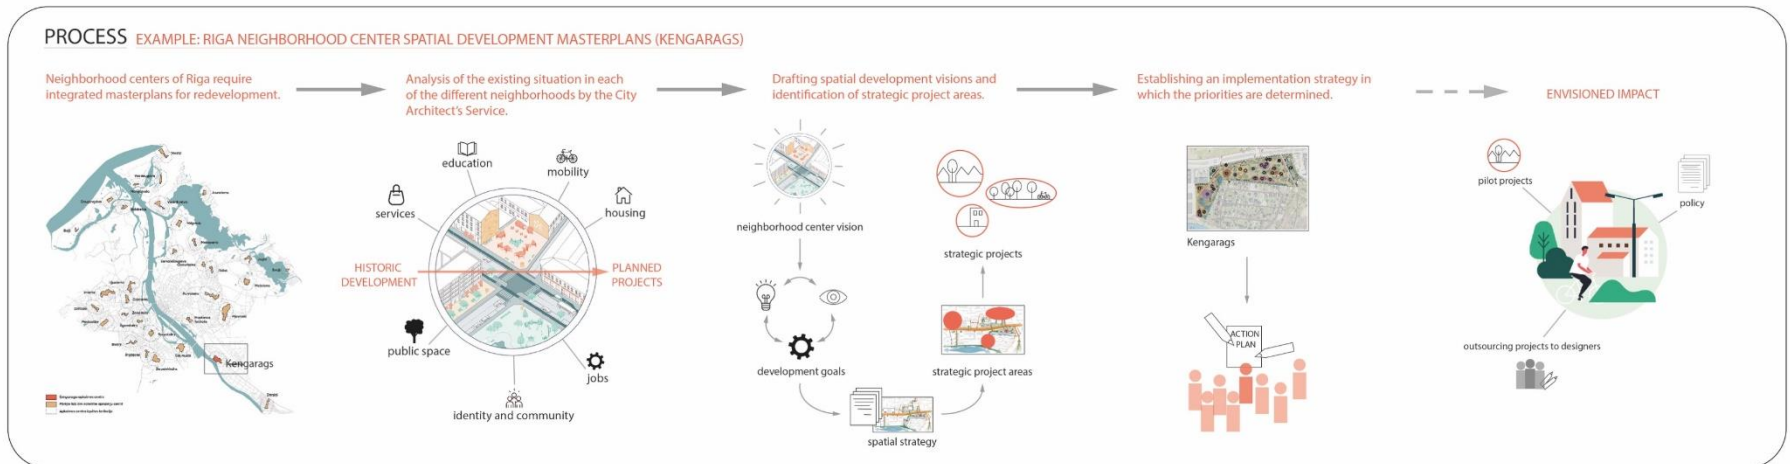 PROCESS EXAMPLE: RIGA NEIGHBORHOOD CENTER SPATIAL DEVELOPMENT MASTERPLANS (KENGARAGS)
Neighborhood centers of Riga require
integrated masterplans for redevelopment.
Analysis of the existing situation in each
of the different neighborhoods by the City
Architect's Service.
Drafting spatial development visions and
identification of strategic project areas.
Establishing an implementation strategy in
which the priorities are determined.
ENVISIONED IMPACT
Kengarags
education
mobility
services
housing
HISTORIC
DEVELOPMENT
PLANNED
PROJECTS
public space
jobs
identity and community
neighborhood center vision
development goals
spatial strategy
strategic project areas
strategic projects
Kengarags
ACTION
PLAN
pilot projects
policy
outsourcing projects to designers